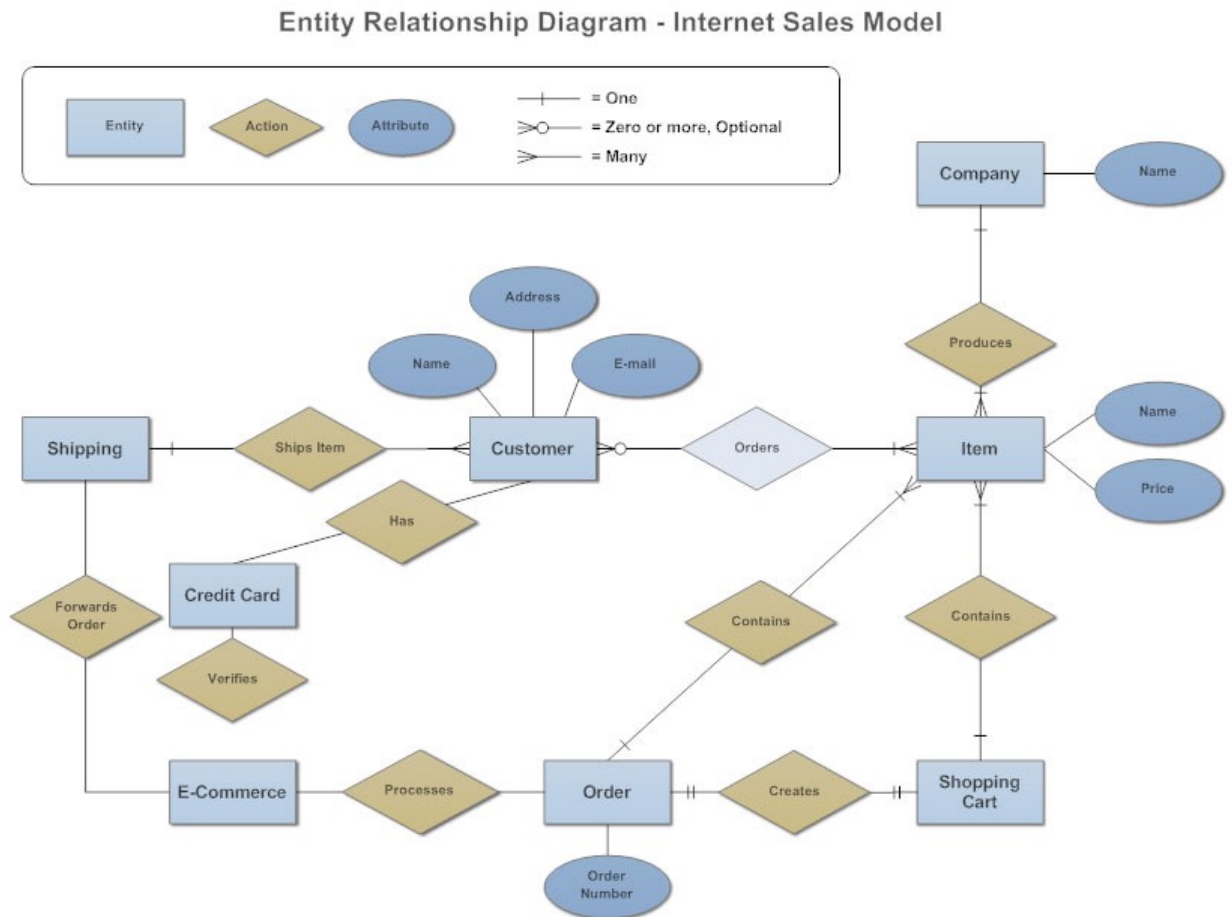 Entity Relationship Diagram - Internet Sales Model
Entity
Action
Attribute
= One
= Zero or more, Optional
= Many
Company
Name
Address
Name
E-mail
Produces
Name
Shipping
Ships Item
Customer
Orders
Item
Price
Has
Credit Card
Forwards
Order
Contains
Contains
Verifies
E-Commerce
Processes
Order
Creates
Shopping
Cart
Order
Number